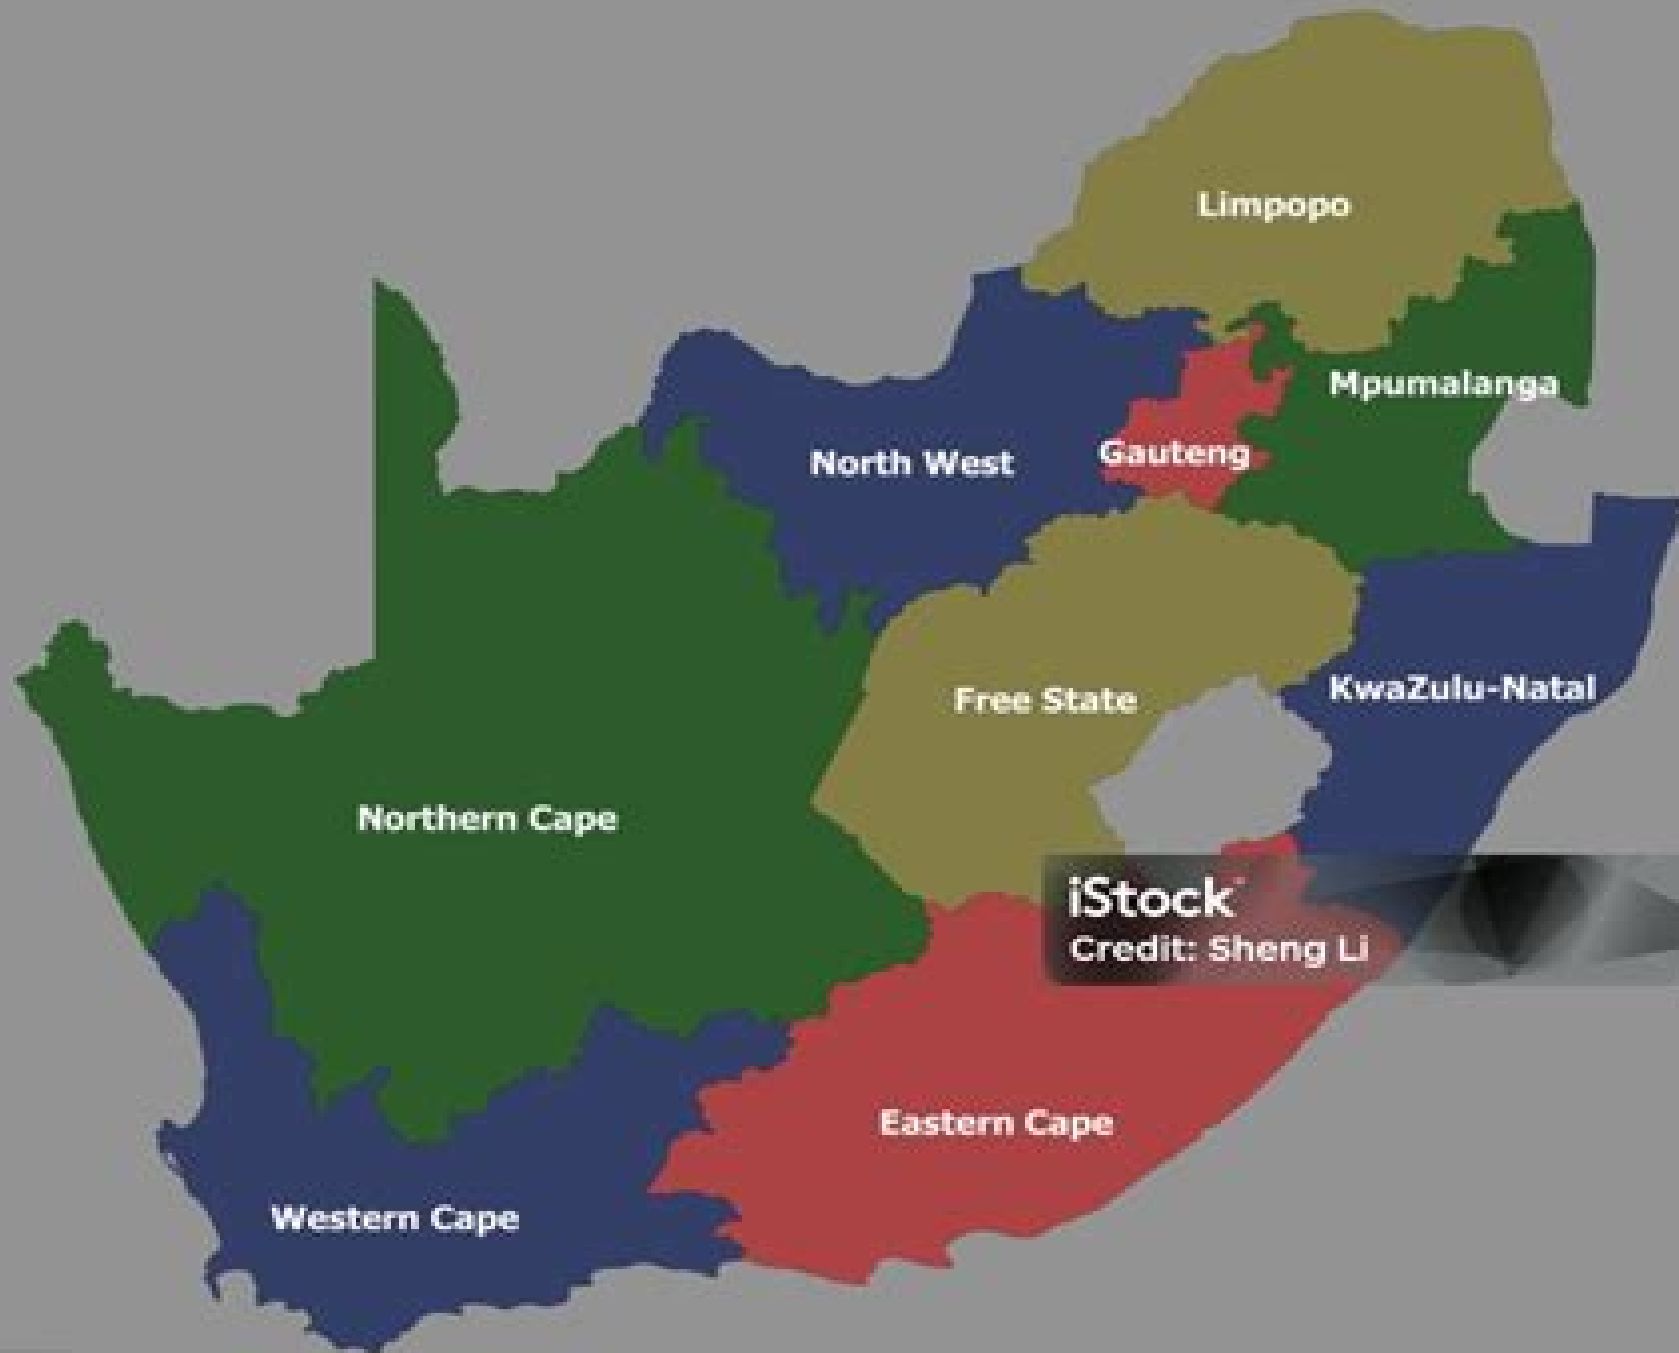 Limpopo
Mpumalanga
North West
Gauteng
Free State
KwaZulu-Natal
Northern Cape
iStock
Credit: Sheng Li
Eastern Cape
Western Cape